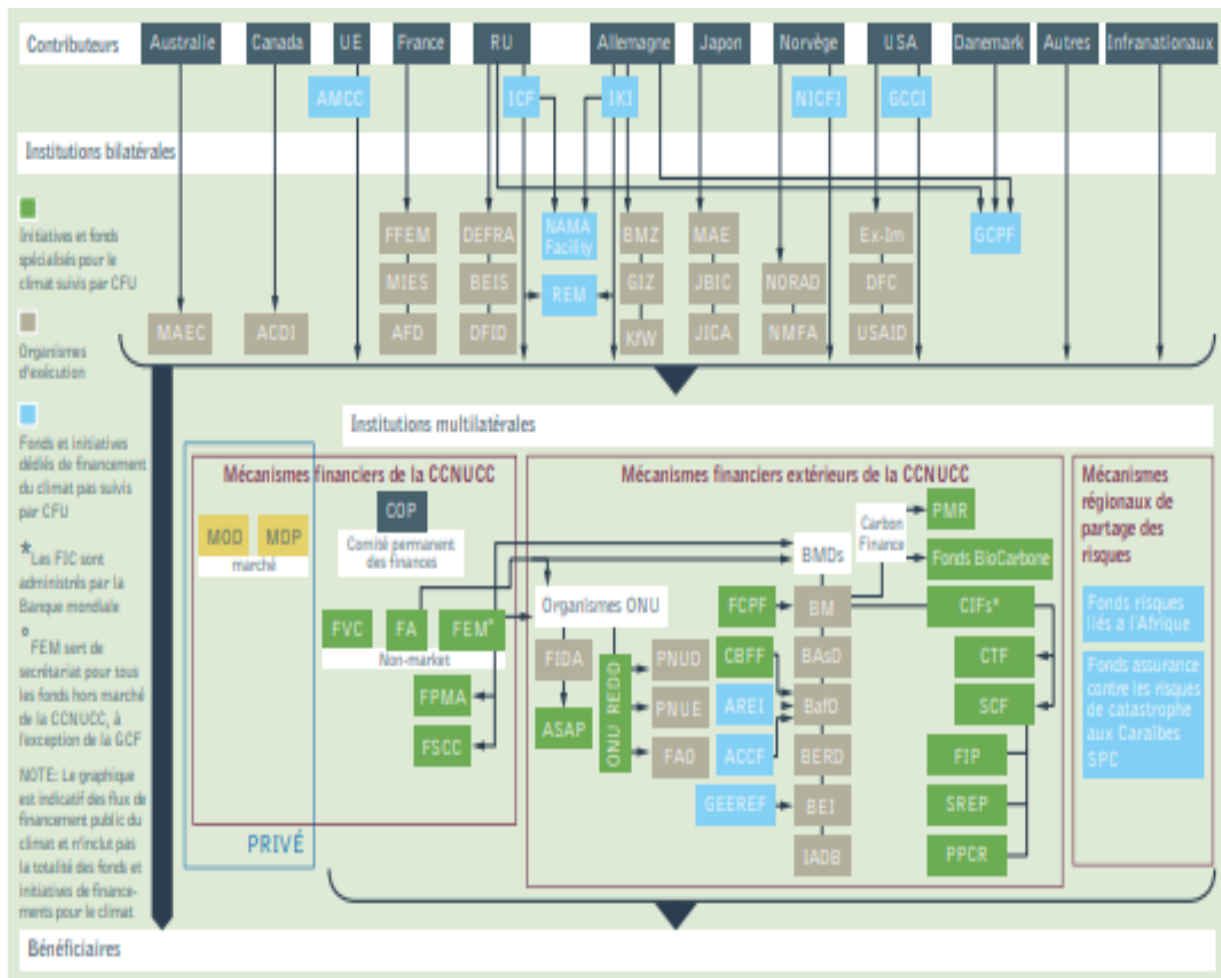 Contributeurs
Australie
Canada
UE
France
RU
Allemagne
Japon
Norvège
USA
Danemark
Autres
Infranationaux
AMCC
ICF
IKI
NICFI
GCCI
Institutions bilatérales
Initiatives et fonds
spécialisés pour le
climat suivis par CFU
Organismes
d'exécution
Fonds et initiatives
dédiés de financement
du climat pas suivis
par CFU
*Les FIC sont
administrés par la
Banque mondiale
°FEM sert de
secrétariat pour tous
les fonds hors marché
de la CCNUCC, à
l'exception de la GCF
NOTE: Le graphique
est indicatif des flux de
financement public du
climat et n'inclut pas
la totalité des fonds et
initiatives de finance-
ments pour le climat
FFEM
DEFRA
NAMA
Facility
BMZ
MAE
Ex-Im
GCPF
MIES
BEIS
REM
GIZ
JBIC
NORAD
DFC
MAEC
ACDI
AFD
DFID
KfW
JICA
NMFA
USAID
Institutions multilatérales
Mécanismes financiers de la CCNUCC
COP
Comité permanent
des finances
MOD
MDP
marché
FVC
FA
FEM°
Non-market
FPMA
FSCC
PRIVÉ
Mécanismes financiers extérieurs de la CCNUCC
Organismes ONU
FIDA
ASAP
ONU REDD
PNUD
PNUE
FAD
BMDs
Carbon
Finance
PMR
Fonds BioCarbone
FCPF
BM
CIFs*
CBFF
BAsD
CTF
AREI
BafD
SCF
ACCF
BERD
FIP
GEEREF
BEI
SREP
IADB
PPCR
Mécanismes
régionaux de
partage des
risques
Fonds risques
liés a l'Afrique
Fonds assurance
contre les risques
de catastrophe
aux Caraïbes
SPC
Bénéficiaires